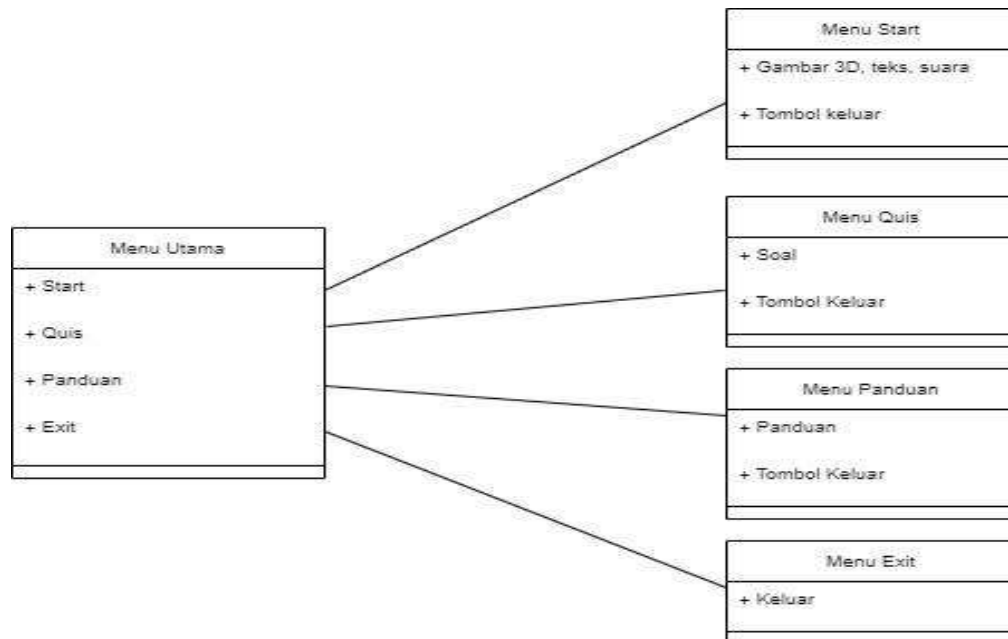 Menu Utama
+ Start
+ Quis
+ Panduan
+ Exit
Menu Start
+ Gambar 3D, teks, suara
+ Tombol keluar
Menu Quis
+ Soal
+ Tombol Keluar
Menu Panduan
+ Panduan
+ Tombol Keluar
Menu Exit
+ Keluar